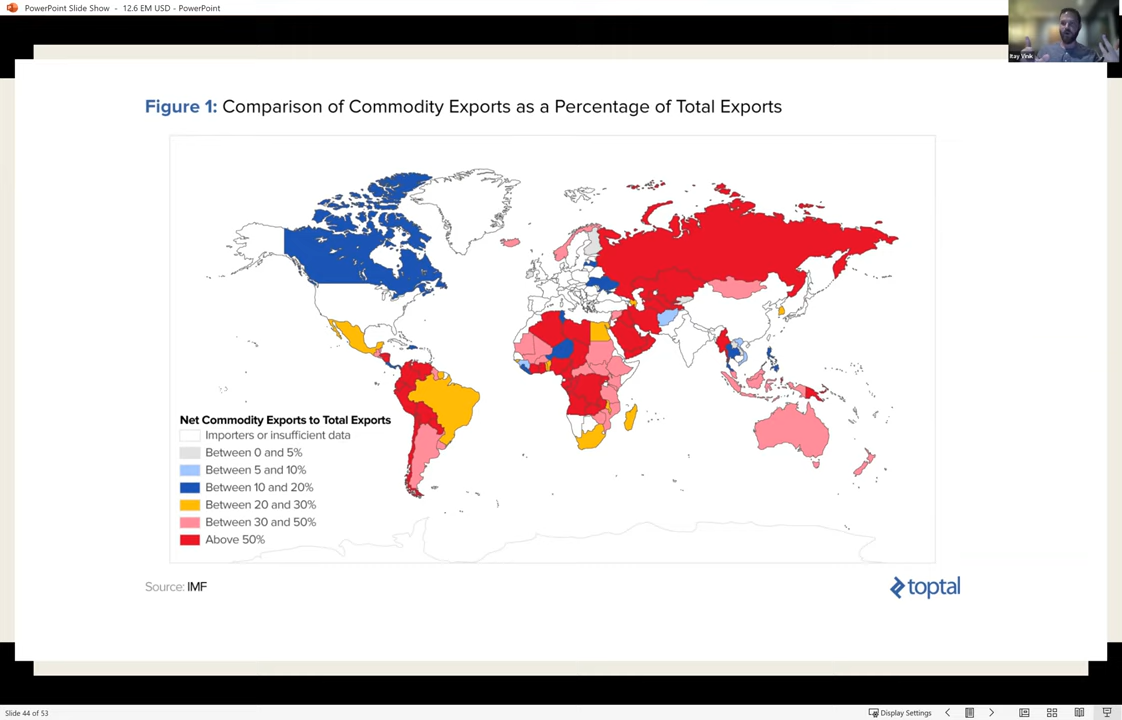 PowerPoint Slide Show - 12.6 EM USD - PowerPoint
Itay Vinik
Figure 1: Comparison of Commodity Exports as a Percentage of Total Exports
Net Commodity Exports to Total Exports
Importers or insufficient data
Between 0 and 5%
Between 5 and 10%
Between 10 and 20%
Between 20 and 30%
Between 30 and 50%
Above 50%
Source: IMF
toptal
Slide 44 of 53
Display Settings